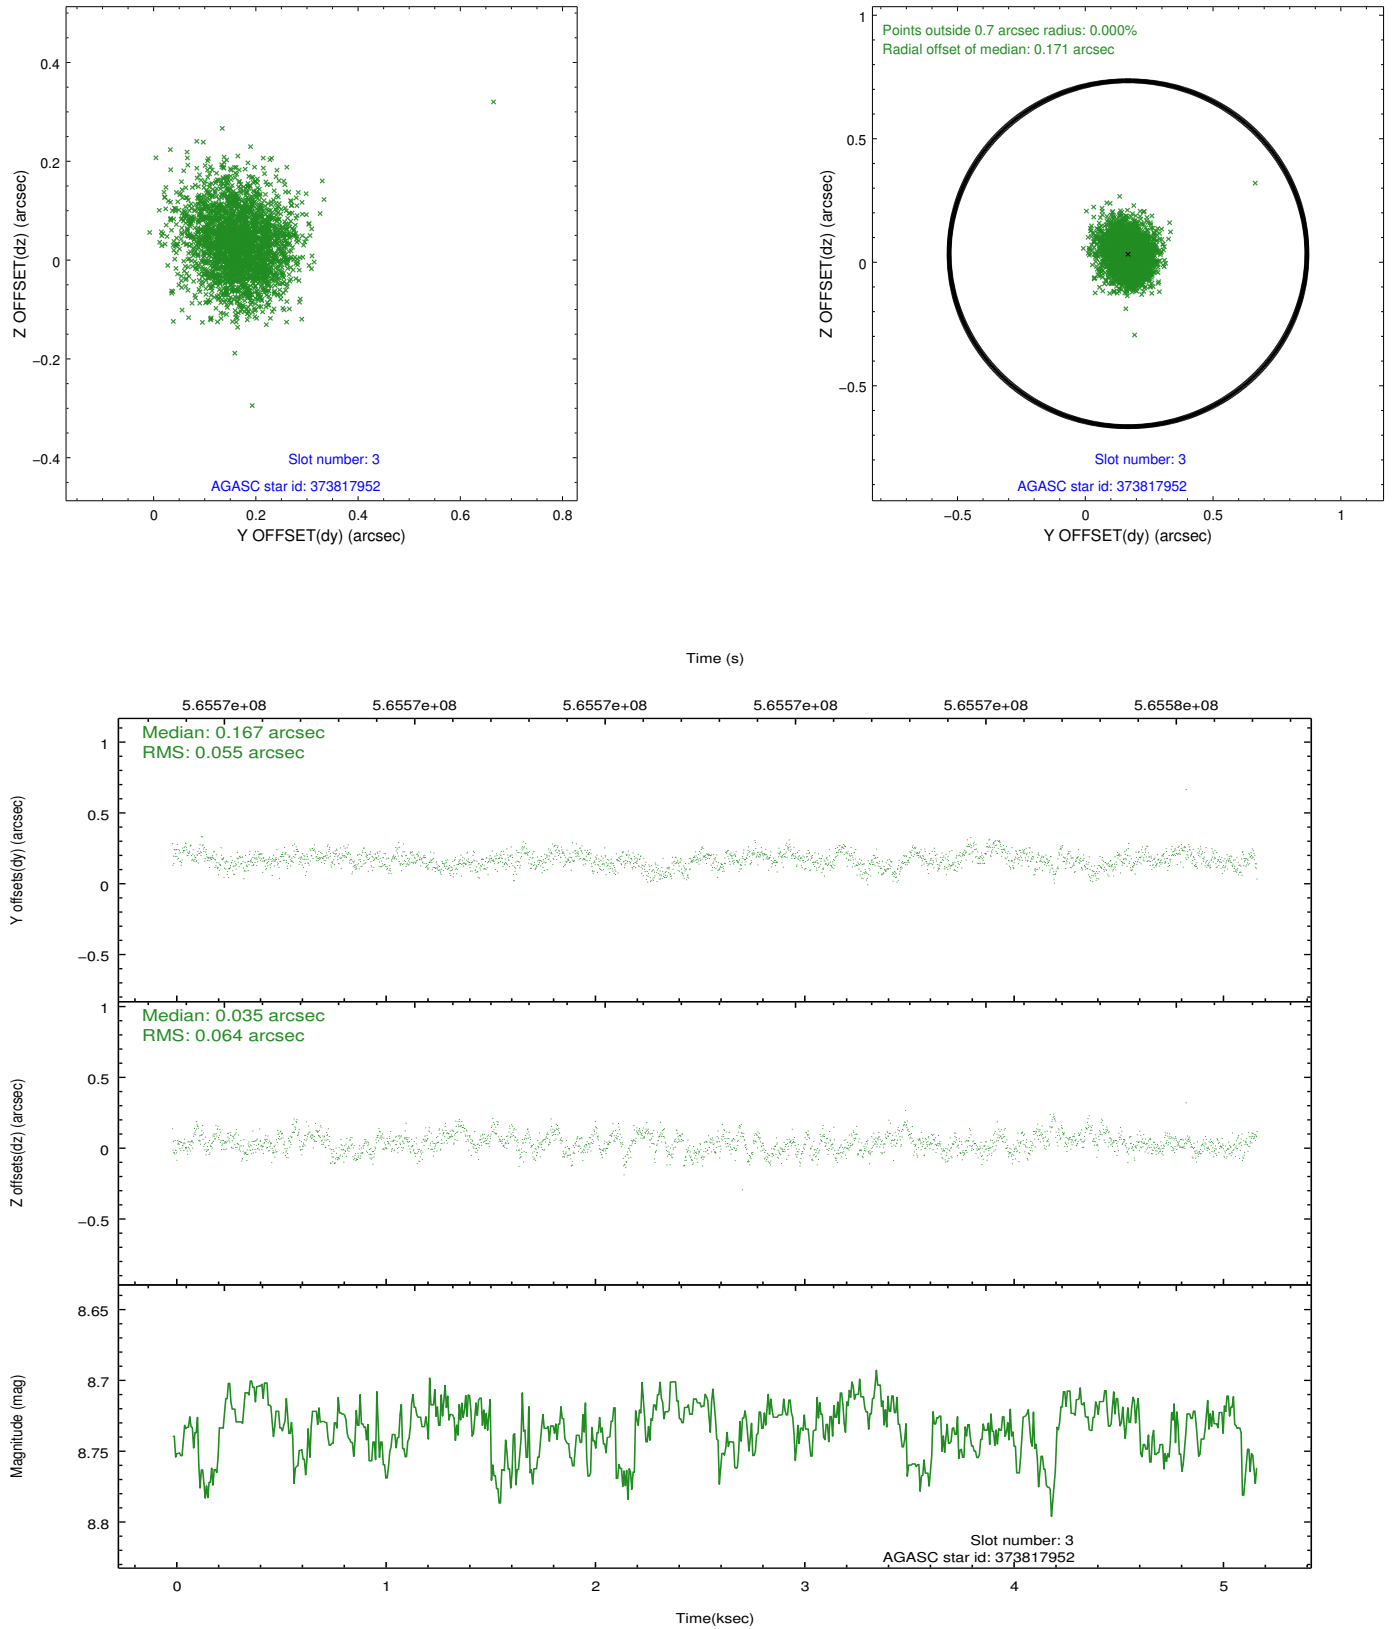 0.4
0.2
0
−0.2
−0.4
Z OFFSET(dz) (arcsec)
Slot number: 3
AGASC star id: 373817952
0 0.2 0.4 0.6 0.8
Y OFFSET(dy) (arcsec)
Points outside 0.7 arcsec radius: 0.000%
Radial offset of median: 0.171 arcsec
1
0.5
0
−0.5
Z OFFSET(dz) (arcsec)
Slot number: 3
AGASC star id: 373817952
−0.5 0 0.5 1
Y OFFSET(dy) (arcsec)
Time (s)
5.6557e+08 5.6557e+08 5.6557e+08 5.6557e+08 5.6557e+08 5.6558e+08
Median: 0.167 arcsec
RMS: 0.055 arcsec
1
0.5
0
−0.5
Y offsets(dy) (arcsec)
Median: 0.035 arcsec
RMS: 0.064 arcsec
1
0.5
0
−0.5
Z offsets(dz) (arcsec)
8.65
8.7
8.75
8.8
Magnitude (mag)
Slot number: 3
AGASC star id: 373817952
0 1 2 3 4 5
Time(ksec)